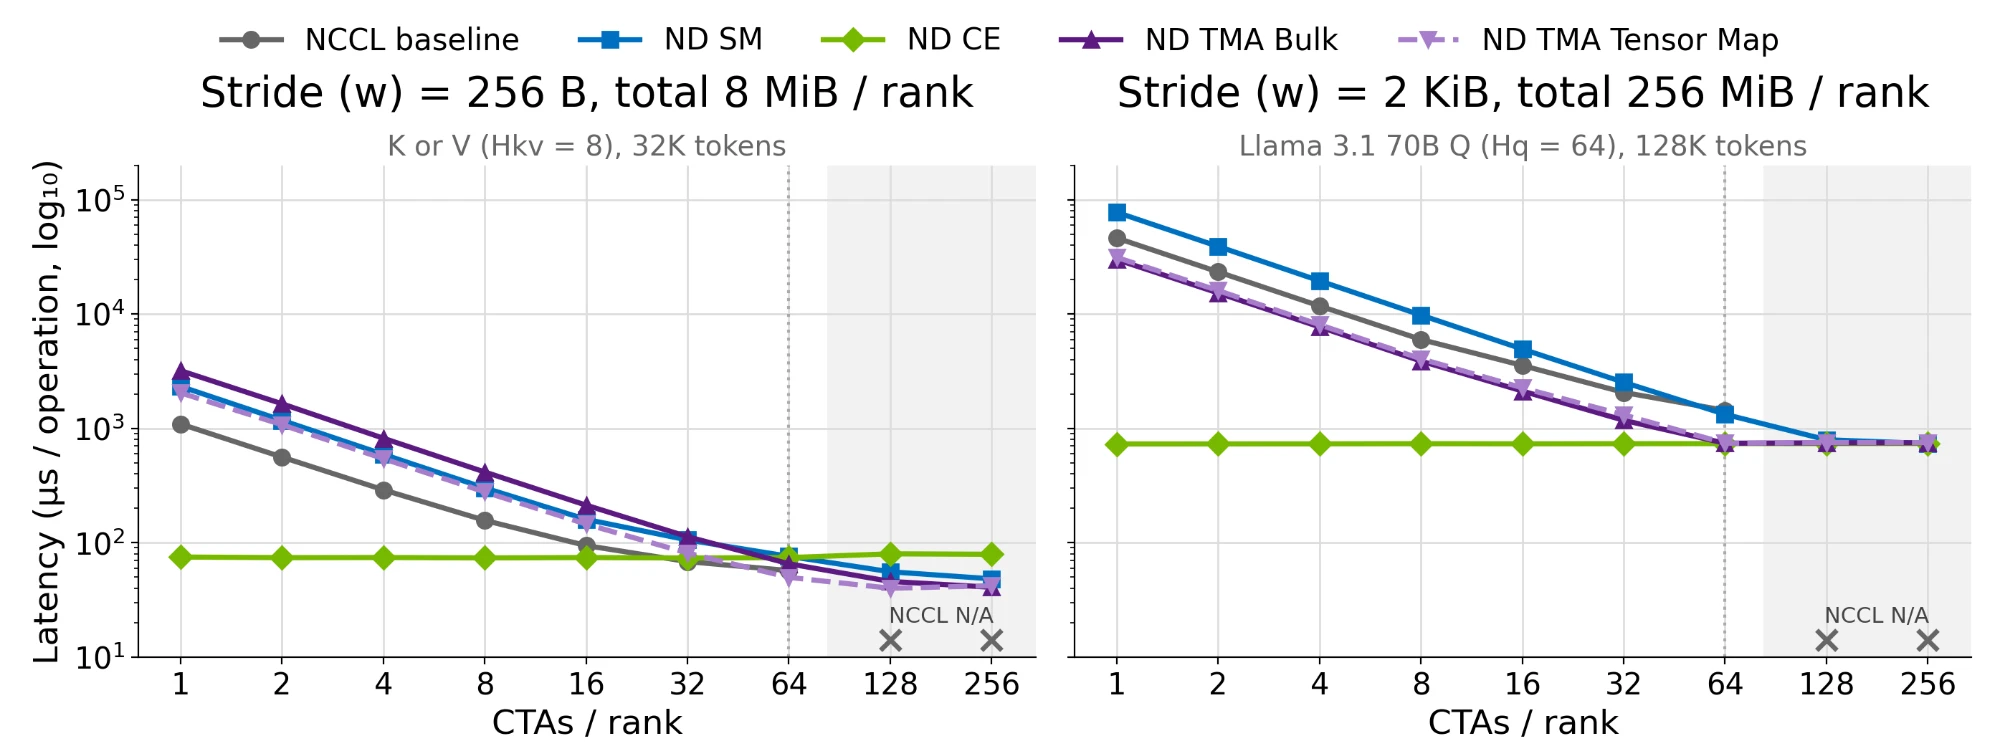 NCCL baseline ND SM ND CE ND TMA Bulk ND TMA Tensor Map
Stride (w) = 256 B, total 8 MiB / rank
K or V (Hkv = 8), 32K tokens
Latency (µs / operation, log₁₀)
10⁵
10⁴
10³
10²
10¹
NCCL N/A
1 2 4 8 16 32 64 128 256
CTAs / rank
Stride (w) = 2 KiB, total 256 MiB / rank
Llama 3.1 70B Q (Hq = 64), 128K tokens
NCCL N/A
1 2 4 8 16 32 64 128 256
CTAs / rank